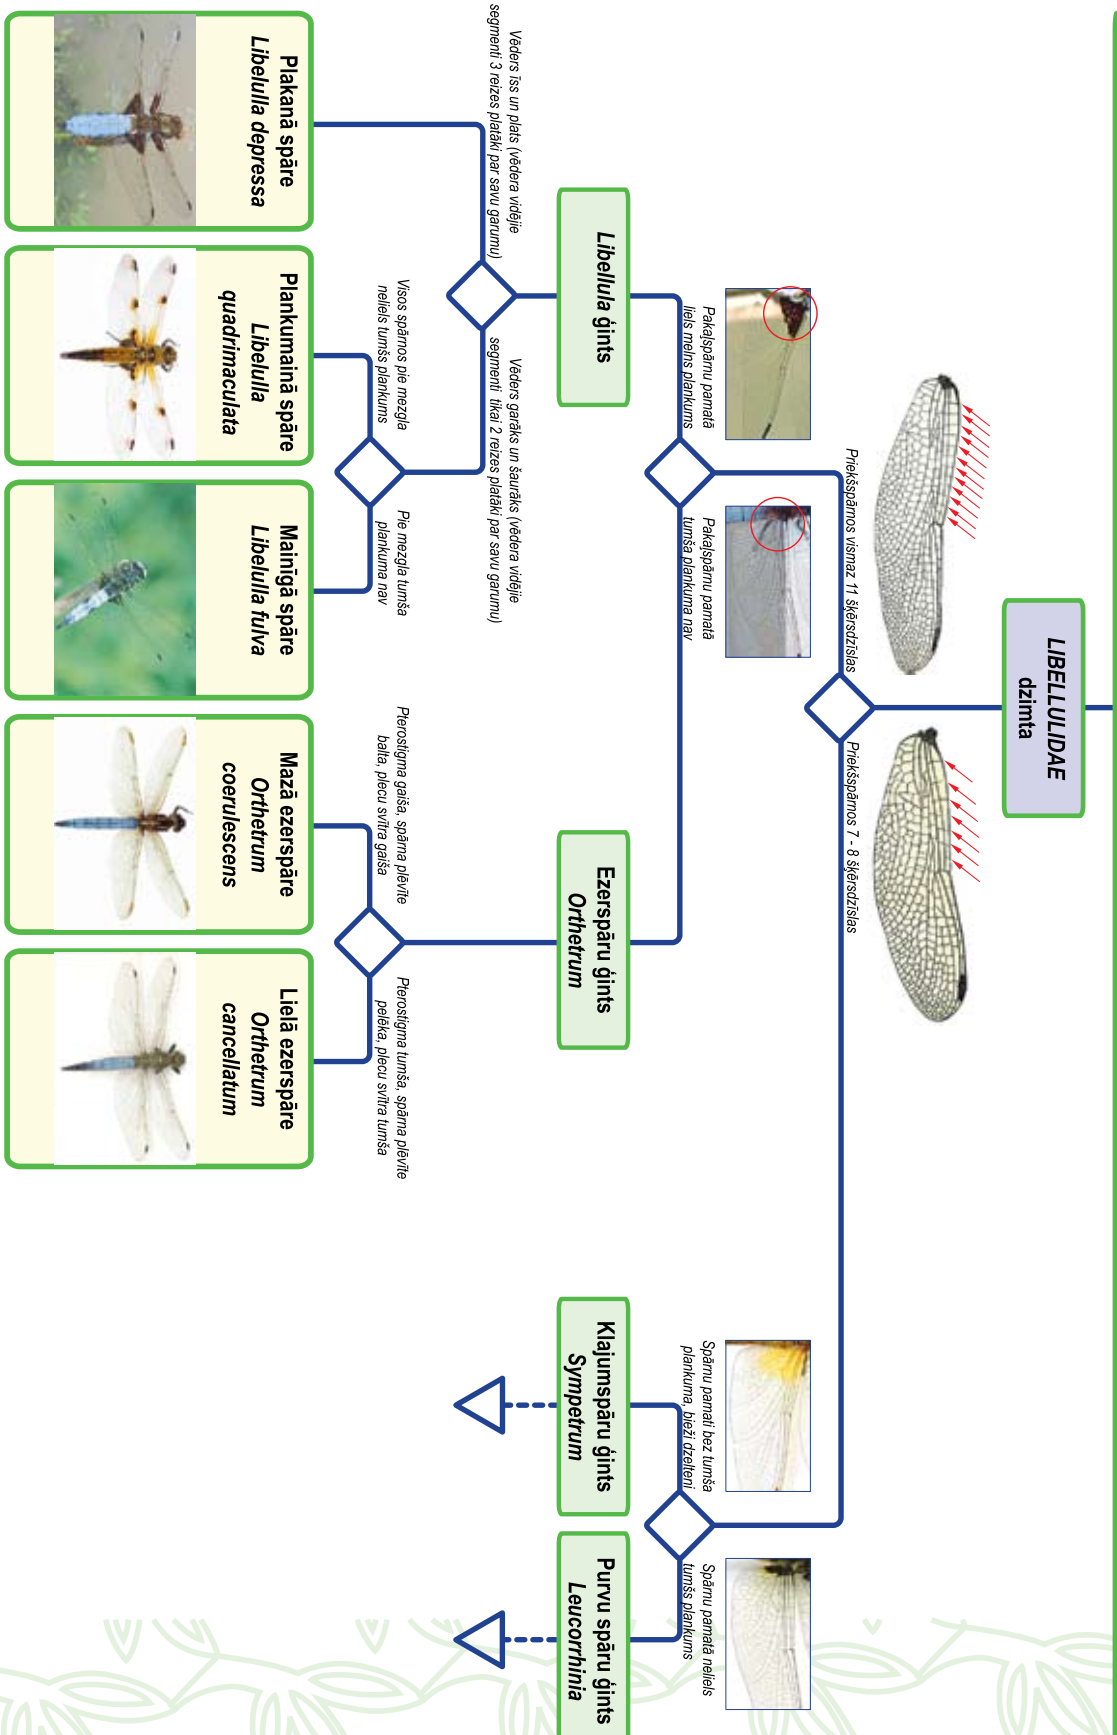 LIBELLULIDAE
dzimta
Priekšspārnos vismaz 11 šķērsdzīslas
Priekšspārnos 7 - 8 šķērsdzīslas
Pakaļspārnu pamatā
liels melns plankums
Pakaļspārnu pamatā
tumša plankuma nav
Spārnu pamati bez tumša
plankuma, bieži dzelteni
Spārnu pamatā neliels
tumšs plankums
Libellula ģints
Ezerspāru ģints
Orthetrum
Klajumspāru ģints
Sympetrum
Purvu spāru ģints
Leucorrhinia
Vēders īss un plats (vēdera vidējie
segmenti 3 reizes platāki par savu garumu)
Vēders garāks un šaurāks (vēdera vidējie
segmenti tikai 2 reizes platāki par savu garumu)
Visos spārnos pie mezgla
neliels tumšs plankums
Pie mezgla tumša
plankuma nav
Pterostigma gaiša, spārna plēvīte
balta, plecu svītra gaiša
Pterostigma tumša, spārna plēvīte
pelēka, plecu svītra tumša
Plakanā spāre
Libelulla depressa
Plankumainā spāre
Libelulla
quadrimaculata
Mainīgā spāre
Libelulla fulva
Mazā ezerspāre
Orthetrum
coerulescens
Lielā ezerspāre
Orthetrum
cancellatum